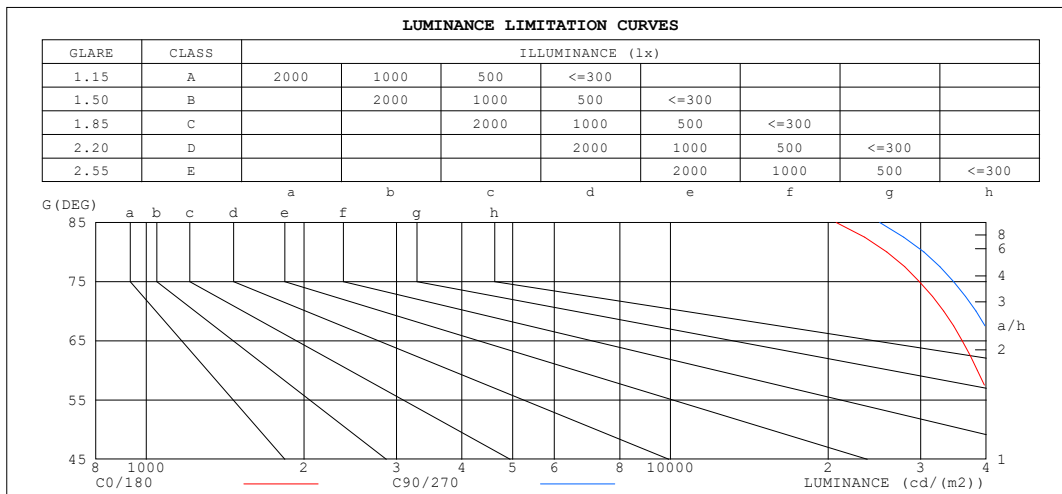 LUMINANCE LIMITATION CURVES
GLARE CLASS ILLUMINANCE (lx)
1.15 A 2000 1000 500 <=300
1.50 B 2000 1000 500 <=300
1.85 C 2000 1000 500 <=300
2.20 D 2000 1000 500 <=300
2.55 E 2000 1000 500 <=300
a b c d e f g h
G(DEG)
a b c d e f g h
85
8
6
75
4
3
a/h
65
2
55
45
1
8 1000 2 3 4 5 6 8 10000 2 3 4
C0/180 C90/270 LUMINANCE (cd/(m2))